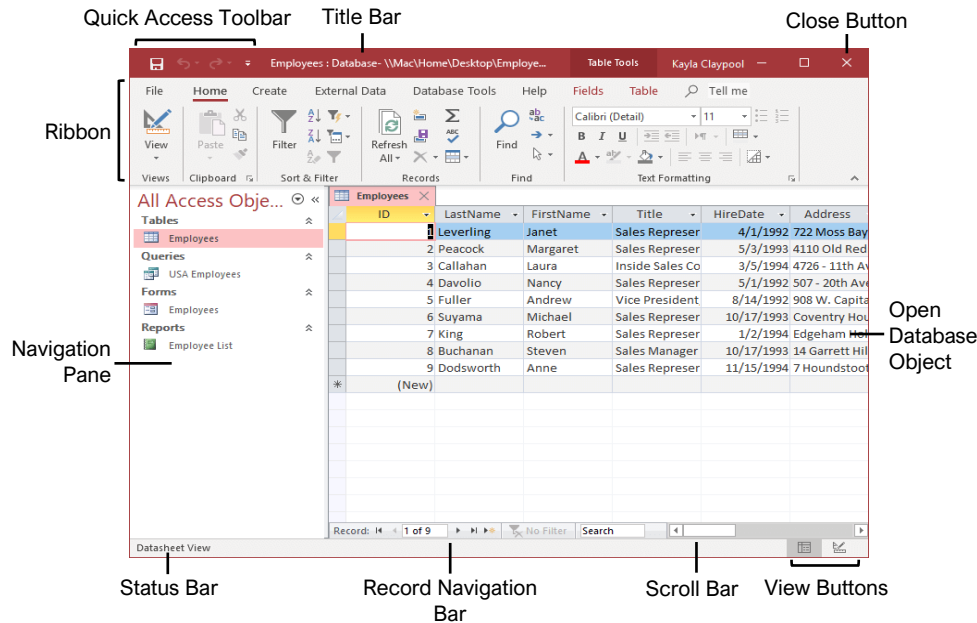 Quick Access Toolbar
Title Bar
Close Button
Employees : Database- \\Mac\Home\Desktop\Employe...
Table Tools
Kayla Claypool
File Home Create External Data Database Tools Help Fields Table Tell me
Ribbon
View
Paste
Filter
Refresh
All
Find
Calibri (Detail)
11
B I U
A
Views Clipboard Sort & Filter Records Find Text Formatting
All Access Obje...
Tables
Employees
Queries
USA Employees
Forms
Employees
Reports
Employee List
Employees
ID LastName FirstName Title HireDate Address
1 Leverling Janet Sales Represer 4/1/1992 722 Moss Bay
2 Peacock Margaret Sales Represer 5/3/1993 4110 Old Red
3 Callahan Laura Inside Sales Co 3/5/1994 4726 - 11th Av
4 Davolio Nancy Sales Represer 5/1/1992 507 - 20th Ave
5 Fuller Andrew Vice President 8/14/1992 908 W. Capita
6 Suyama Michael Sales Represer 10/17/1993 Coventry Hou
7 King Robert Sales Represer 1/2/1994 Edgeham Hol
8 Buchanan Steven Sales Manager 10/17/1993 14 Garrett Hil
9 Dodsworth Anne Sales Represer 11/15/1994 7 Houndstoot
(New)
Navigation
Pane
Open
Database
Object
Record: 1 of 9 No Filter Search
Datasheet View
Status Bar
Record Navigation
Bar
Scroll Bar
View Buttons